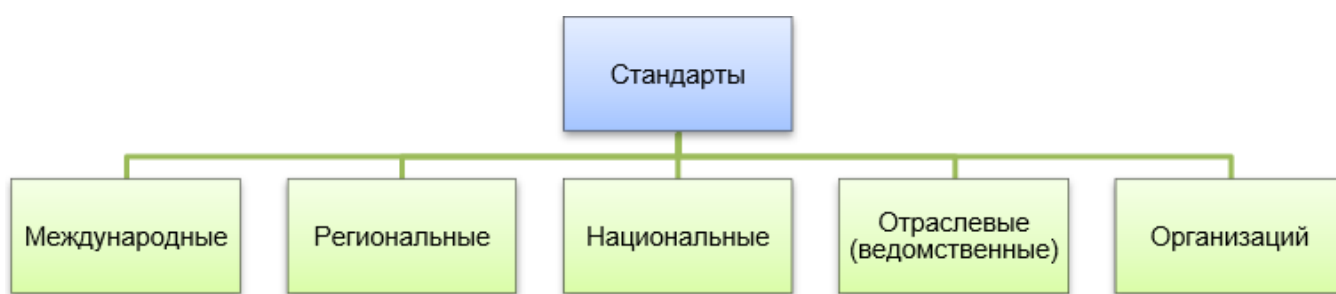 Стандарты
Международные
Региональные
Национальные
Отраслевые
(ведомственные)
Организаций